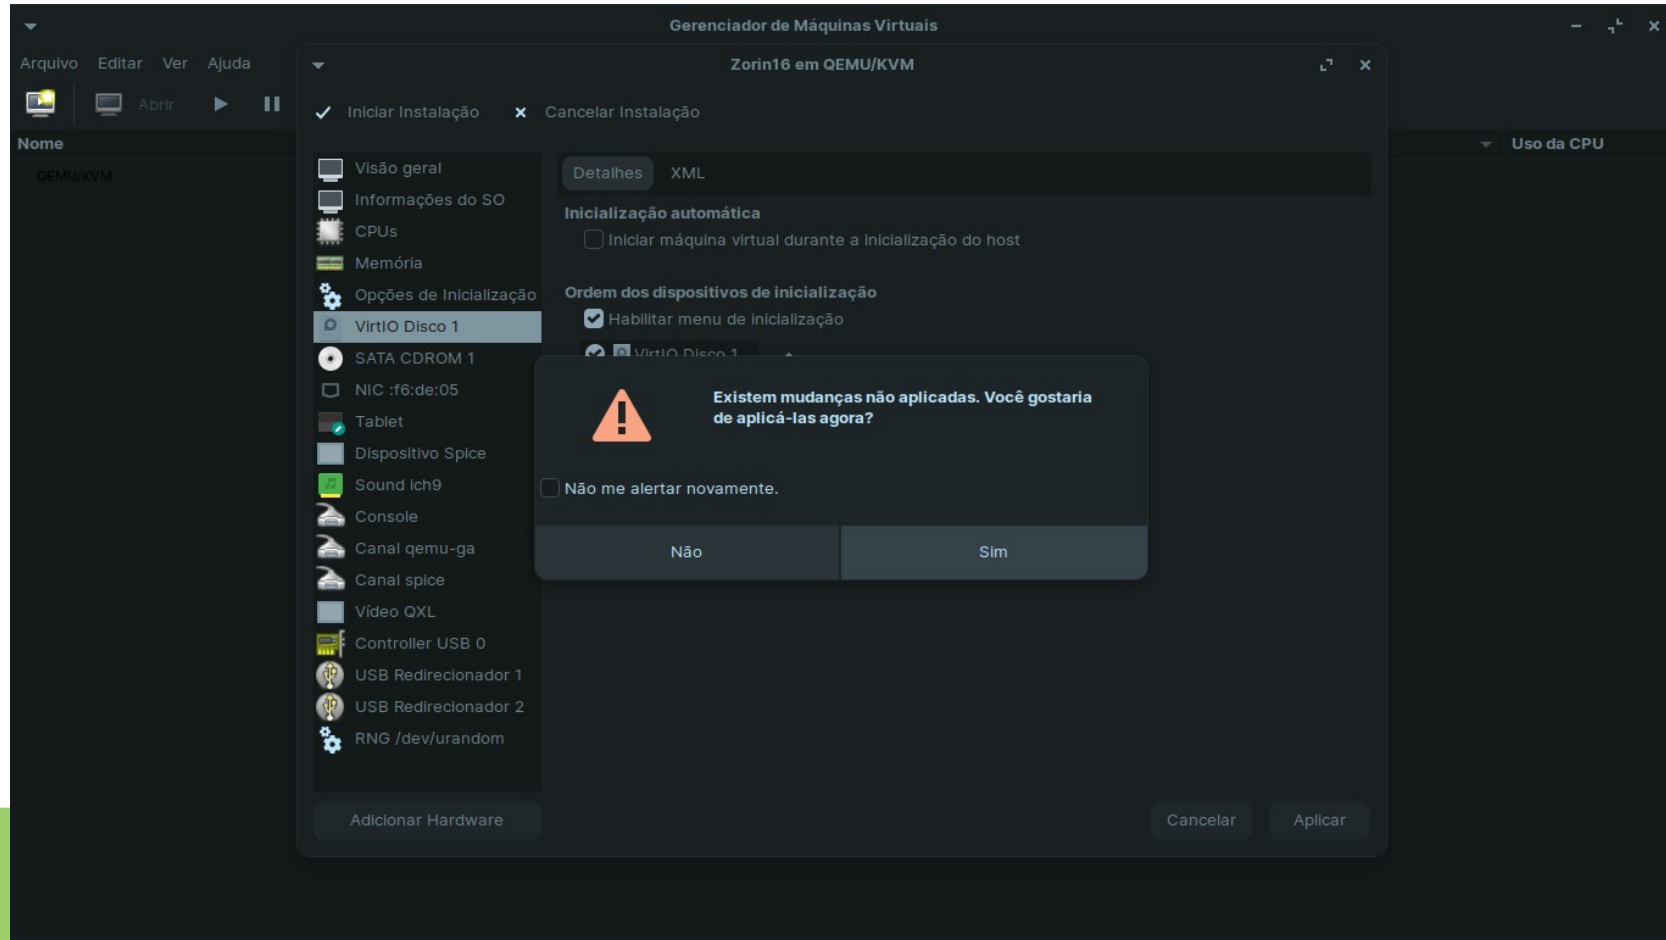 Gerenciador de Máquinas Virtuais
Arquivo Editar Ver Ajuda
Zorin16 em QEMU/KVM
Abrir
Iniciar Instalação
Cancelar Instalação
Nome
Uso da CPU
QEMU/KVM
Visão geral
Informações do SO
CPUs
Memória
Opções de Inicialização
VirtIO Disco 1
SATA CDROM 1
NIC :f6:de:05
Tablet
Dispositivo Spice
Sound ich9
Console
Canal qemu-ga
Canal spice
Vídeo QXL
Controller USB 0
USB Redirecionador 1
USB Redirecionador 2
RNG /dev/urandom
Adicionar Hardware
Detalhes XML
Inicialização automática
Iniciar máquina virtual durante a inicialização do host
Ordem dos dispositivos de inicialização
Habilitar menu de inicialização
VirtIO Disco 1
Existem mudanças não aplicadas. Você gostaria
de aplicá-las agora?
Não me alertar novamente.
Não
Sim
Cancelar
Aplicar